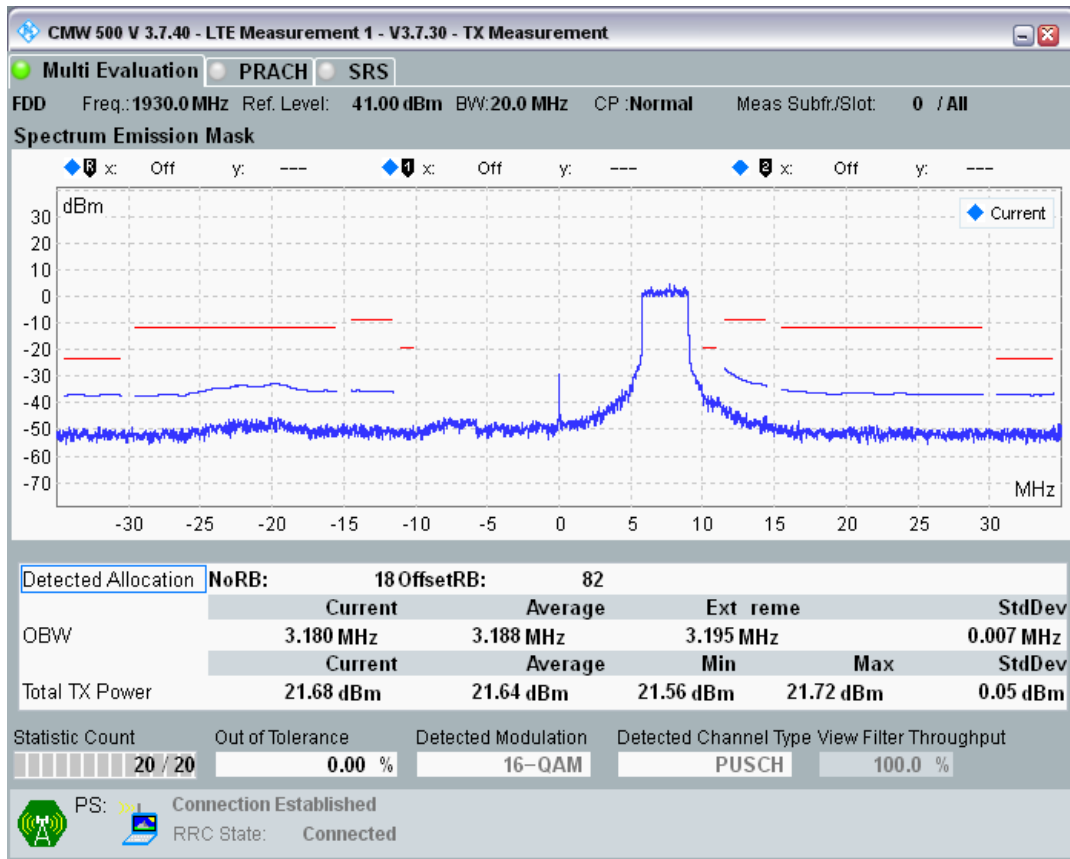 CMW 500 V 3.7.40 - LTE Measurement 1 - V3.7.30 - TX Measurement
Multi Evaluation PRACH SRS
FDD Freq.: 1930.0 MHz Ref. Level: 41.00 dBm BW: 20.0 MHz CP : Normal Meas Subfr./Slot: 0 / All
Spectrum Emission Mask
R x: Off y: --- 1 x: Off y: --- 2 x: Off y: ---
dBm
Current
30
20
10
0
-10
-20
-30
-40
-50
-60
-70
MHz
-30 -25 -20 -15 -10 -5 0 5 10 15 20 25 30
Detected Allocation NoRB: 18 OffsetRB: 82
Current Average Ext reme StdDev
OBW 3.180 MHz 3.188 MHz 3.195 MHz 0.007 MHz
Current Average Min Max StdDev
Total TX Power 21.68 dBm 21.64 dBm 21.56 dBm 21.72 dBm 0.05 dBm
Statistic Count Out of Tolerance Detected Modulation Detected Channel Type View Filter Throughput
20 / 20 0.00 % 16-QAM PUSCH 100.0 %
PS: Connection Established
RRC State: Connected